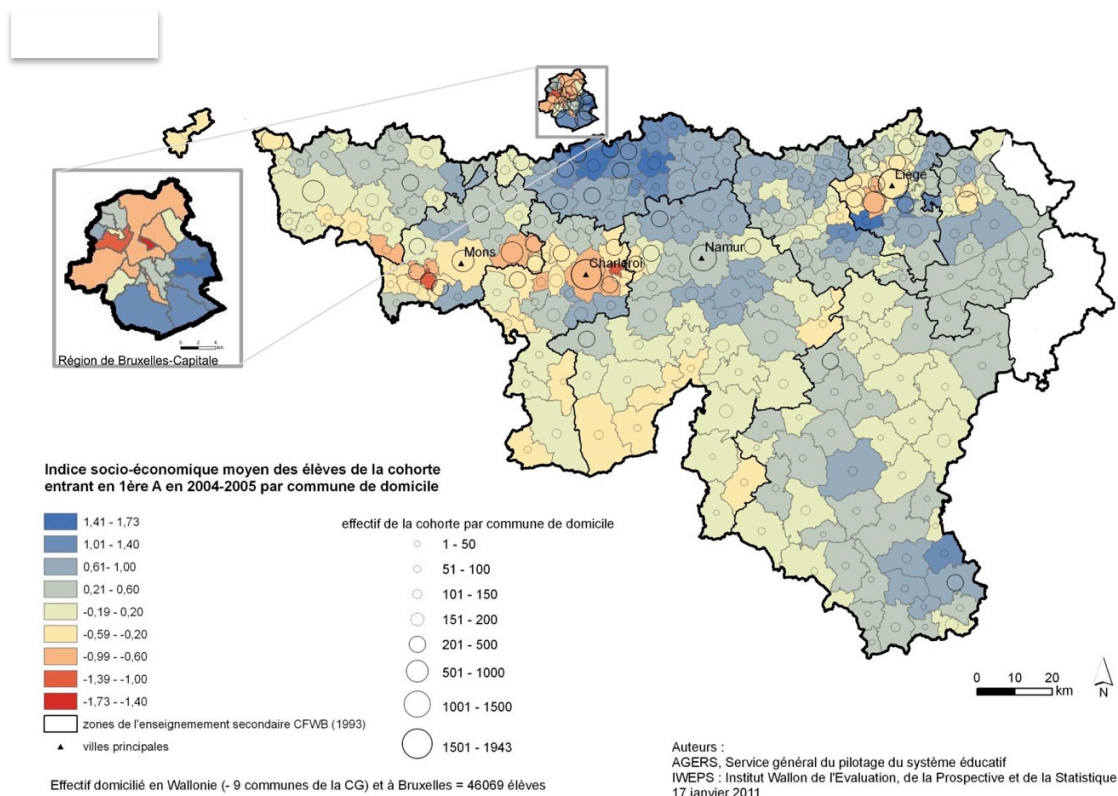 Liège
Mons
Namur
Charleroi
0 2 4
km
Région de Bruxelles-Capitale
Indice socio-économique moyen des élèves de la cohorte
entrant en 1ère A en 2004-2005 par commune de domicile
1,41 - 1,73
1,01 - 1,40
0,61- 1,00
0,21 - 0,60
-0,19 - 0,20
-0,59 - -0,20
-0,99 - -0,60
-1,39 - -1,00
-1,73 - -1,40
zones de l'enseignemement secondaire CFWB (1993)
villes principales
effectif de la cohorte par commune de domicile
1 - 50
51 - 100
101 - 150
151 - 200
201 - 500
501 - 1000
1001 - 1500
1501 - 1943
0 10 20
km
N
Effectif domicilié en Wallonie (- 9 communes de la CG) et à Bruxelles = 46069 élèves
Auteurs :
AGERS, Service général du pilotage du système éducatif
IWEPS : Institut Wallon de l'Evaluation, de la Prospective et de la Statistique
17 janvier 2011